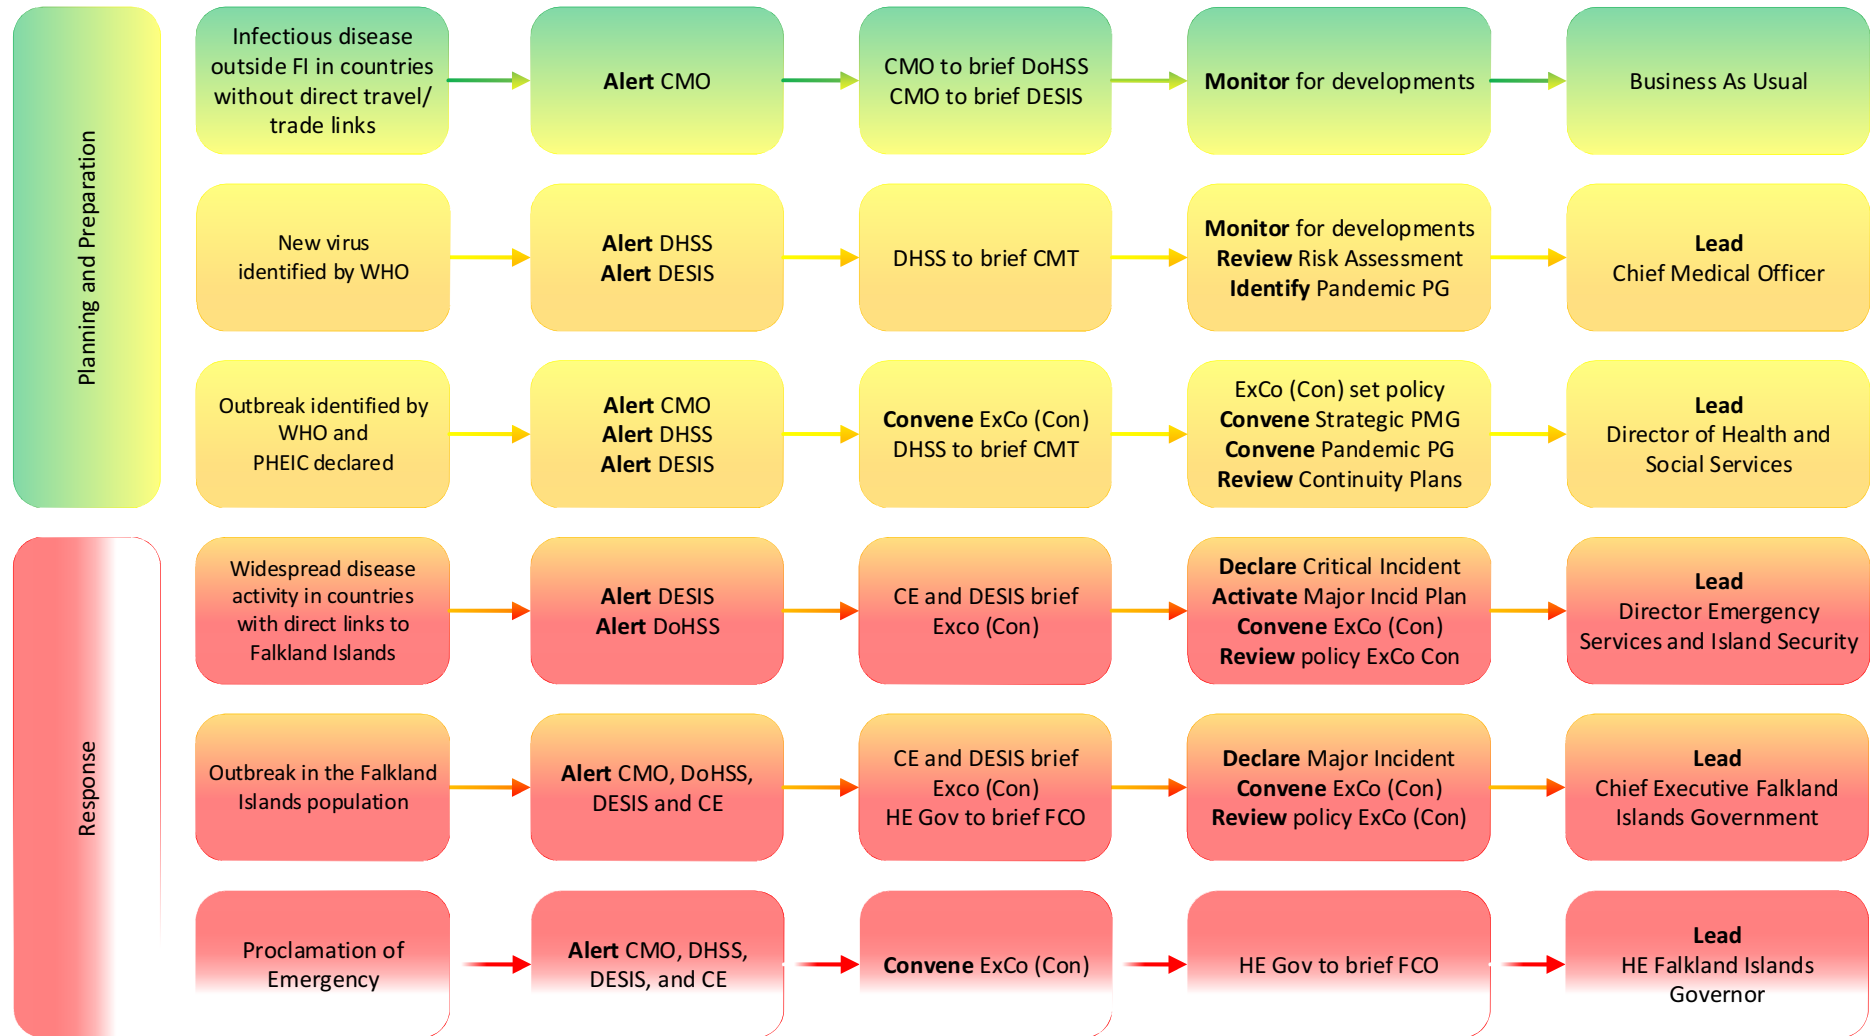 Planning and Preparation
Infectious disease
outside FI in countries
without direct travel/
trade links
Alert CMO
CMO to brief DoHSS
CMO to brief DESIS
Monitor for developments
Business As Usual
New virus
identified by WHO
Alert DHSS
Alert DESIS
DHSS to brief CMT
Monitor for developments
Review Risk Assessment
Identify Pandemic PG
Lead
Chief Medical Officer
Outbreak identified by
WHO and
PHEIC declared
Alert CMO
Alert DHSS
Alert DESIS
Convene ExCo (Con)
DHSS to brief CMT
ExCo (Con) set policy
Convene Strategic PMG
Convene Pandemic PG
Review Continuity Plans
Lead
Director of Health and
Social Services
Response
Widespread disease
activity in countries
with direct links to
Falkland Islands
Alert DESIS
Alert DoHSS
CE and DESIS brief
Exco (Con)
Declare Critical Incident
Activate Major Incid Plan
Convene ExCo (Con)
Review policy ExCo Con
Lead
Director Emergency
Services and Island Security
Outbreak in the Falkland
Islands population
Alert CMO, DoHSS,
DESIS and CE
CE and DESIS brief
Exco (Con)
HE Gov to brief FCO
Declare Major Incident
Convene ExCo (Con)
Review policy ExCo (Con)
Lead
Chief Executive Falkland
Islands Government
Proclamation of
Emergency
Alert CMO, DHSS,
DESIS, and CE
Convene ExCo (Con)
HE Gov to brief FCO
Lead
HE Falkland Islands
Governor